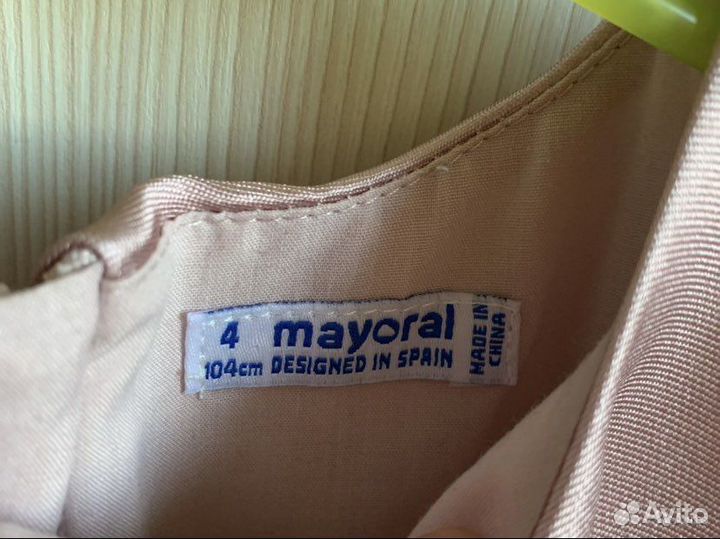 4 mayoral
104cm DESIGNED IN SPAIN
MADE IN
CHINA
Avito